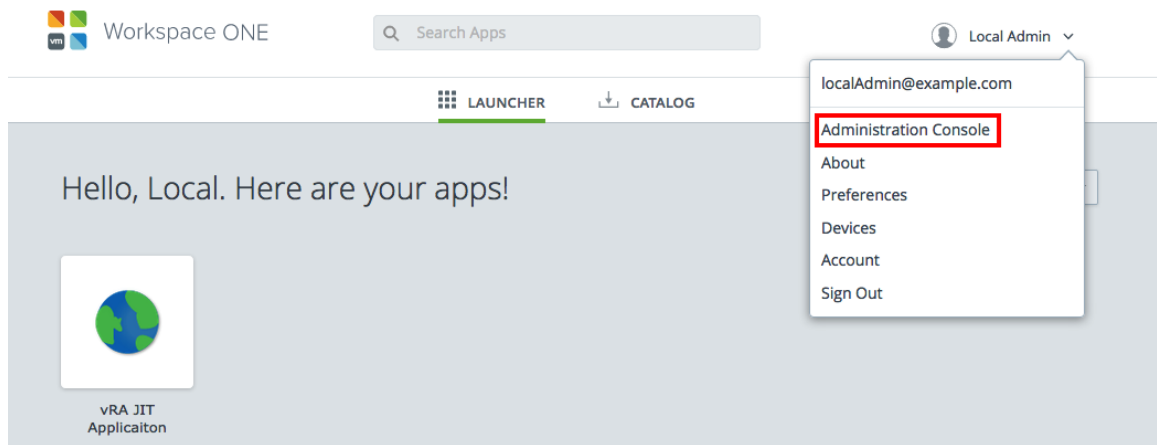 vm Workspace ONE
Search Apps
Local Admin
localAdmin@example.com
LAUNCHER
CATALOG
Administration Console
About
Preferences
Devices
Account
Sign Out
Hello, Local. Here are your apps!
vRA JIT
Applicaiton